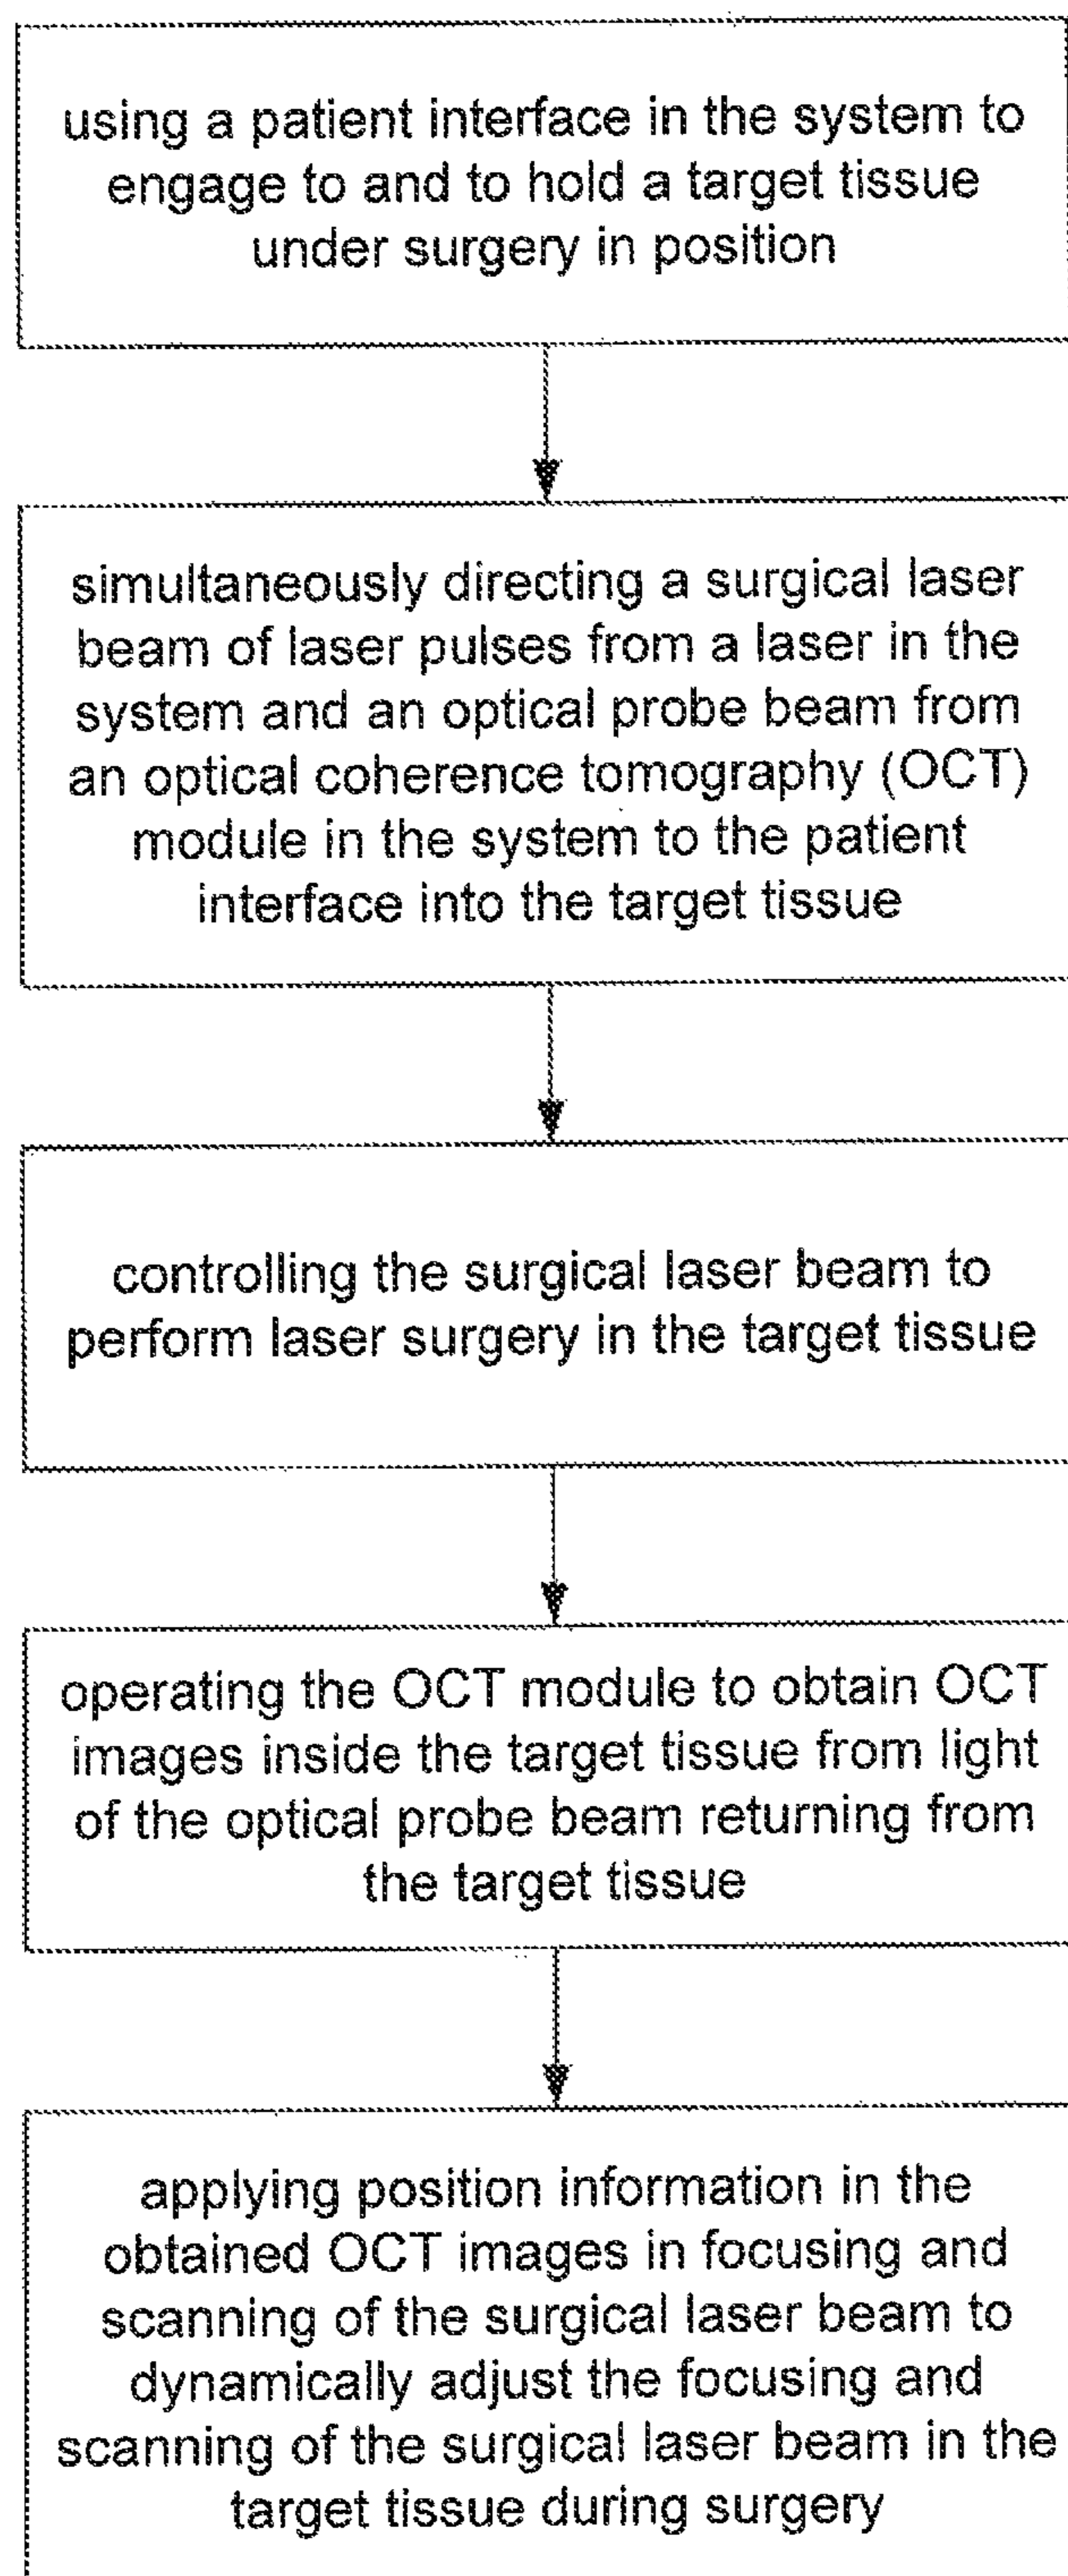 using a patient interface in the system to
engage to and to hold a target tissue
under surgery in position
simultaneously directing a surgical laser
beam of laser pulses from a laser in the
system and an optical probe beam from
an optical coherence tomography (OCT)
module in the system to the patient
interface into the target tissue
controlling the surgical laser beam to
perform laser surgery in the target tissue
operating the OCT module to obtain OCT
images inside the target tissue from light
of the optical probe beam returning from
the target tissue
applying position information in the
obtained OCT images in focusing and
scanning of the surgical laser beam to
dynamically adjust the focusing and
scanning of the surgical laser beam in the
target tissue during surgery